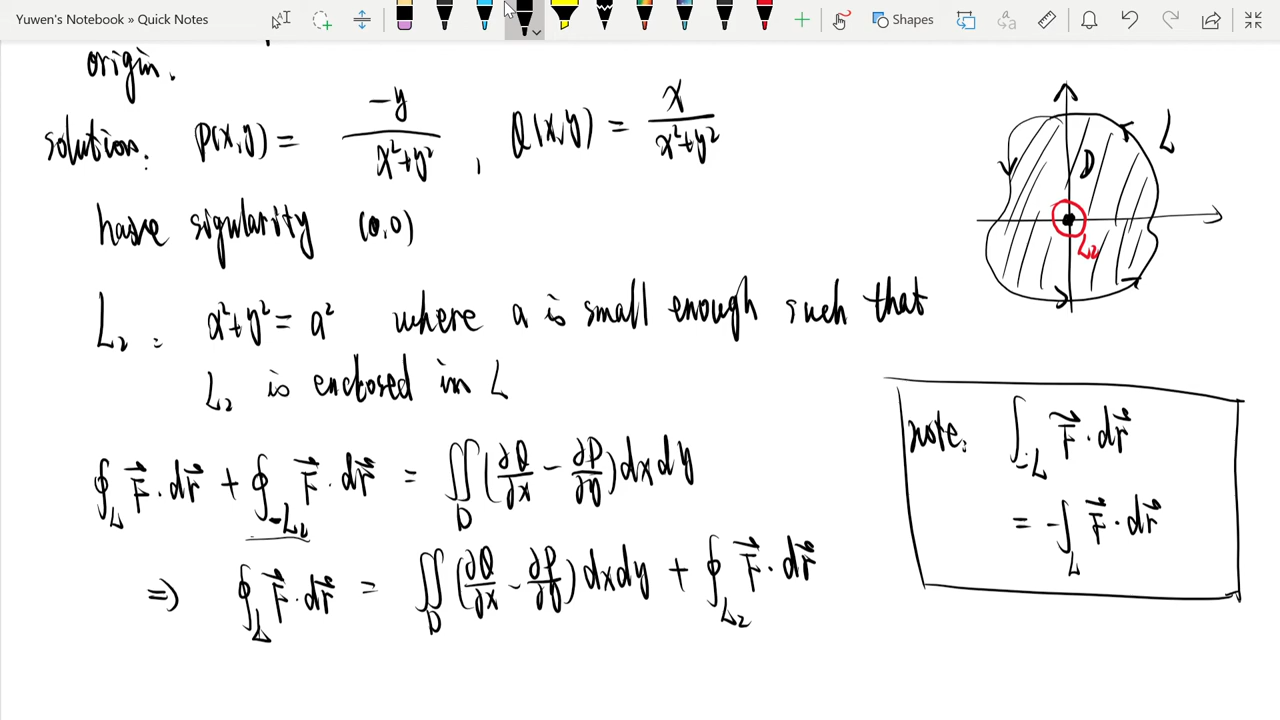 Yuwen's Notebook » Quick Notes
Shapes
origin.
solution: P(x,y) = -y/(x²+y²), Q(x,y) = x/(x²+y²)
have sigularity (0,0)
L₂: x²+y²=a² where a is small enough such that
L₂ is enclosed in L
∮_L F⃗·dr⃗ + ∮_{-L₂} F⃗·dr⃗ = ∬_D (∂Q/∂x - ∂P/∂y) dxdy
⇒ ∮_L F⃗·dr⃗ = ∬_D (∂Q/∂x - ∂P/∂y) dxdy + ∮_{L₂} F⃗·dr⃗
L
D
L₂
note: ∫_{-L} F⃗·dr⃗
= -∫_L F⃗·dr⃗